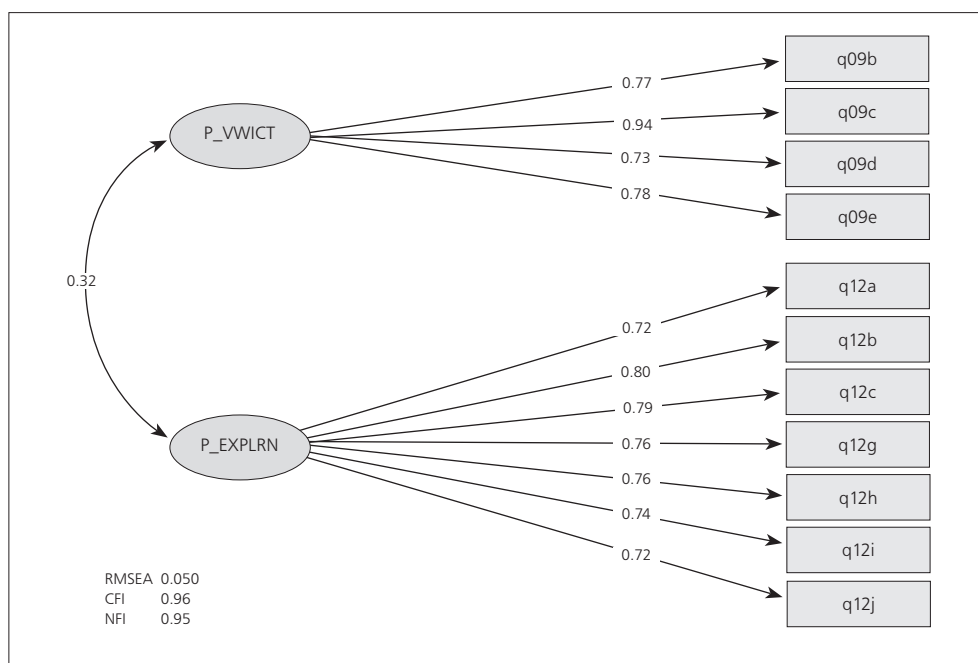 P_VWICT
0.77
q09b
0.94
q09c
0.73
q09d
0.78
q09e
0.32
P_EXPLRN
0.72
q12a
0.80
q12b
0.79
q12c
0.76
q12g
0.76
q12h
0.74
q12i
0.72
q12j
RMSEA 0.050
CFI 0.96
NFI 0.95